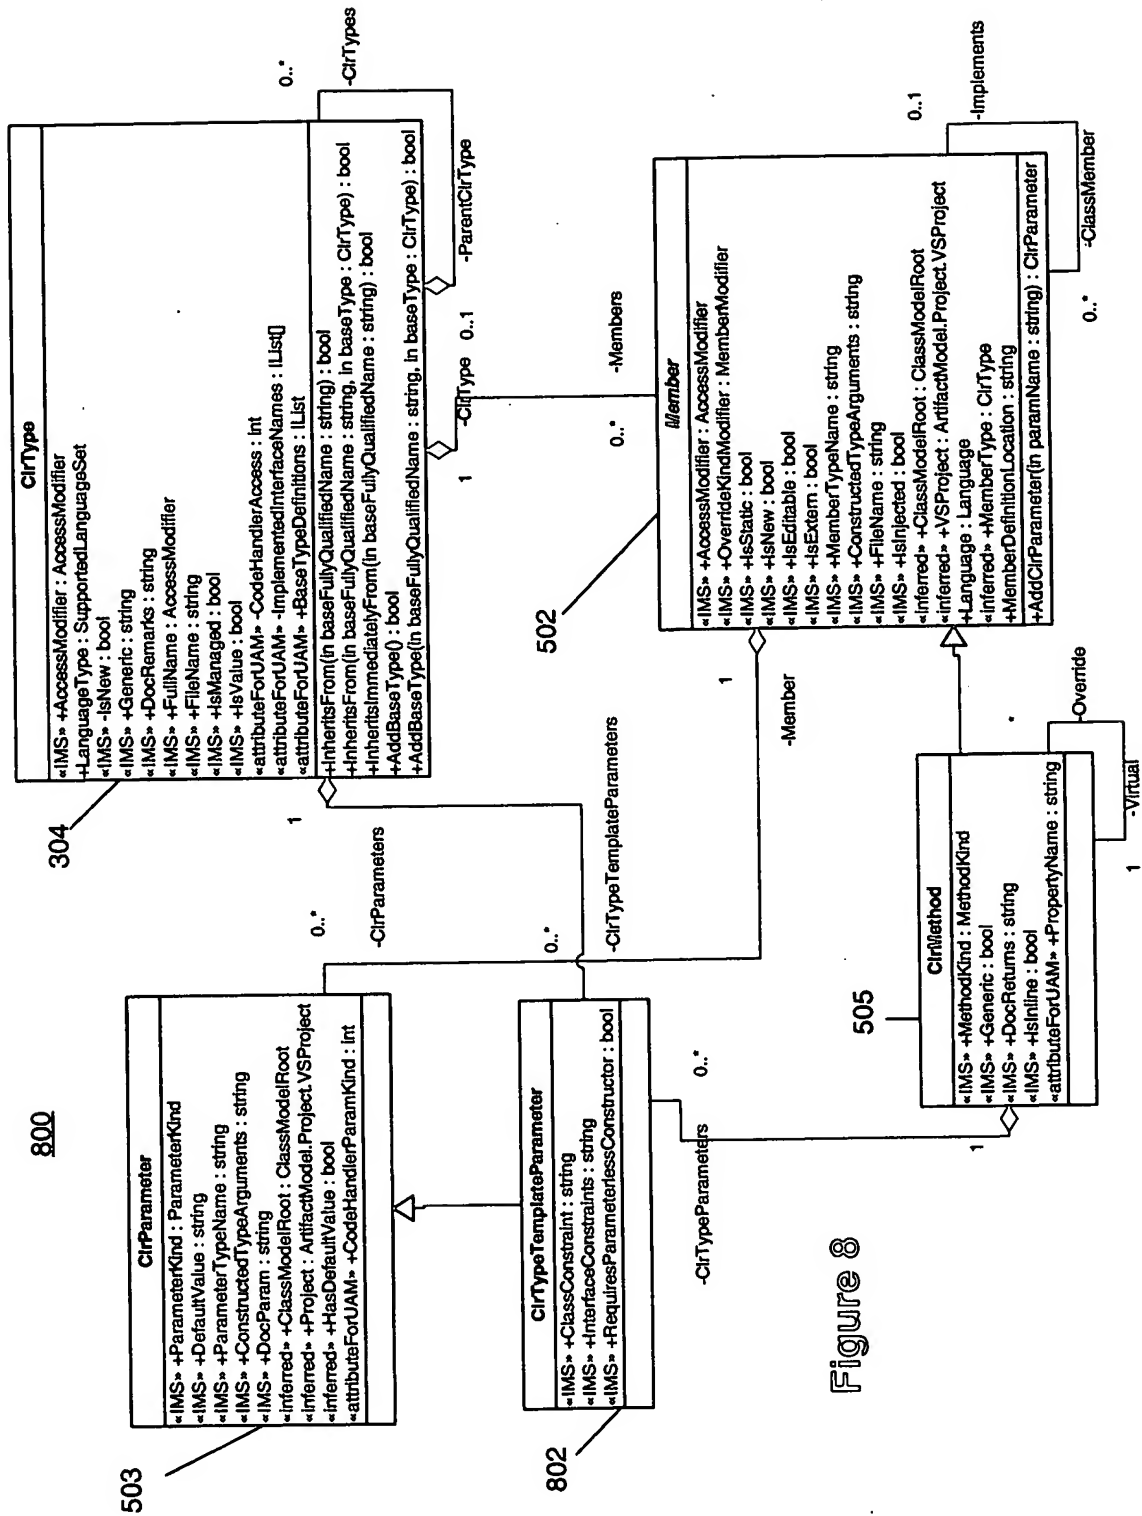 800
ClrParameter
«IMS» +ParameterKind : ParameterKind
«IMS» +DefaultValue : string
«IMS» +ParameterTypeName : string
«IMS» +ConstructedTypeArguments : string
«IMS» +DocParam : string
«inferred» +ClassModelRoot : ClassModelRoot
«inferred» +Project : ArtifactModel.Project.VSProject
«inferred» +HasDefaultValue : bool
«attributeForUAM» +CodeHandlerParamKind : int
503
0..*
-ClrParameters
ClrType
«IMS» +AccessModifier : AccessModifier
+LanguageType : SupportedLanguageSet
«IMS» -IsNew : bool
«IMS» +Generic : string
«IMS» +DocRemarks : string
«IMS» +FullName : AccessModifier
«IMS» +FileName : string
«IMS» +IsManaged : bool
«IMS» +IsValue : bool
«attributeForUAM» -CodeHandlerAccess : int
«attributeForUAM» -ImplementedInterfaceNames : IList[]
«attributeForUAM» +BaseTypeDefinitions : IList
+InheritsFrom(in baseFullyQualifiedName : string) : bool
+InheritsFrom(in baseFullyQualifiedName : string, in baseType : ClrType) : bool
+InheritsImmediatelyFrom(in baseFullyQualifiedName : string) : bool
+AddBaseType() : bool
+AddBaseType(in baseFullyQualifiedName : string, in baseType : ClrType) : bool
304
0..*
-ClrTypes
-ParentClrType
0..1
1
-ClrType
1
ClrTypeTemplateParameter
«IMS» +ClassConstraint : string
«IMS» +InterfaceConstraints : string
«IMS» +RequiresParameterlessConstructor : bool
802
0..*
-ClrTypeTemplateParameters
0..*
-ClrTypeParameters
-Members
0..*
Member
«IMS» +AccessModifier : AccessModifier
«IMS» +OverrideKindModifier : MemberModifier
«IMS» +IsStatic : bool
«IMS» +IsNew : bool
«IMS» +IsEditable : bool
«IMS» +IsExtern : bool
«IMS» +MemberTypeName : string
«IMS» +ConstructedTypeArguments : string
«IMS» +FileName : string
«IMS» +IsInjected : bool
«inferred» +ClassModelRoot : ClassModelRoot
«inferred» +VSProject : ArtifactModel.Project.VSProject
+Language : Language
«inferred» +MemberType : ClrType
+MemberDefinitionLocation : string
+AddClrParameter(in paramName : string) : ClrParameter
502
1
-Member
0..1
-Implements
-ClassMember
0..*
505
ClrMethod
«IMS» +MethodKind : MethodKind
«IMS» +Generic : bool
«IMS» +DocReturns : string
«IMS» +IsInline : bool
«attributeForUAM» +PropertyName : string
1
-Override
-Virtual
1
Figure 8